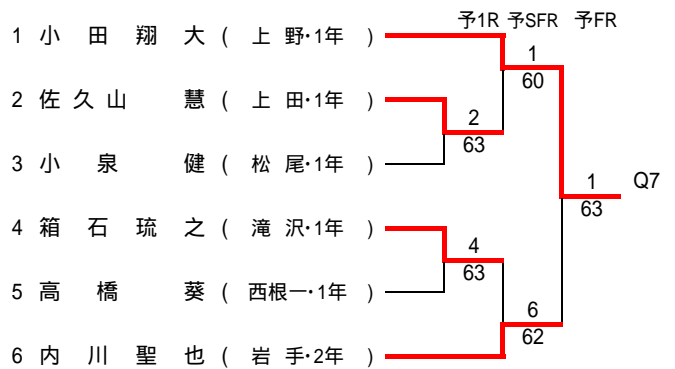 予1R 予SFR 予FR
1 小 田 翔 大 ( 上 野・1年 )
1
60
2 佐 久 山 慧 ( 上 田・1年 )
2
63
3 小 泉 健 ( 松 尾・1年 )
1 Q7
63
4 箱 石 琉 之 ( 滝 沢・1年 )
4
63
5 高 橋 葵 ( 西根一・1年 )
6
62
6 内 川 聖 也 ( 岩 手・2年 )